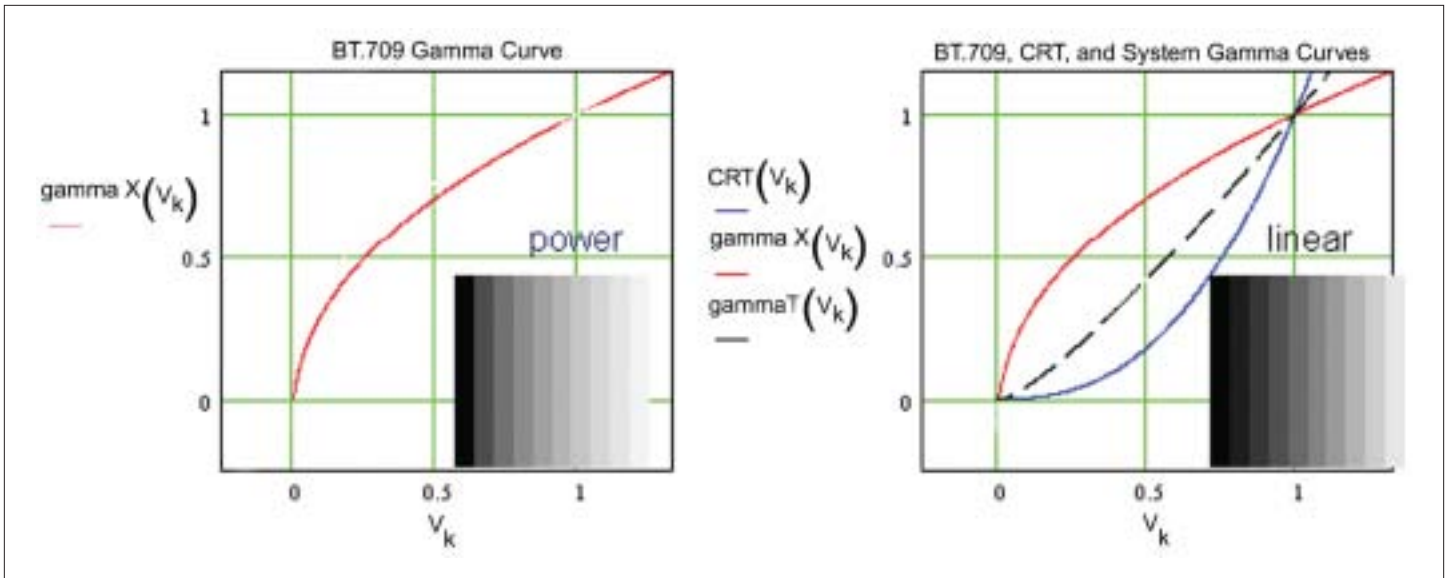 BT.709 Gamma Curve
1
gamma X(Vk)
power
0.5
0
0 0.5 1
Vk
BT.709, CRT, and System Gamma Curves
1
CRT(Vk)
gamma X(Vk)
linear
0.5
gammaT(Vk)
0
0 0.5 1
Vk